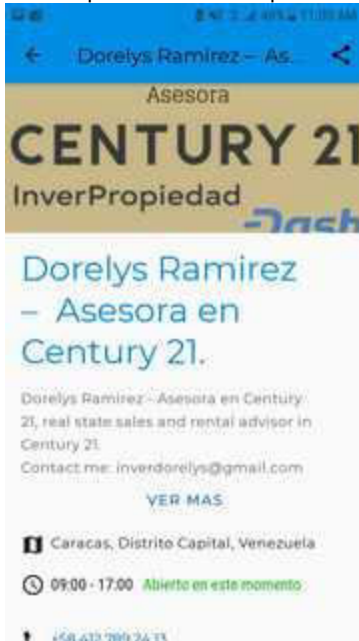 Dorelys Ramirez – As...
Asesora
CENTURY 21
InverPropiedad
Dash
Dorelys Ramirez
– Asesora en
Century 21.
Dorelys Ramirez - Asesora en Century
21, real state sales and rental advisor in
Century 21.
Contact me: inverdorelys@gmail.com
VER MAS
Caracas, Distrito Capital, Venezuela
09:00 - 17:00 Abierto en este momento